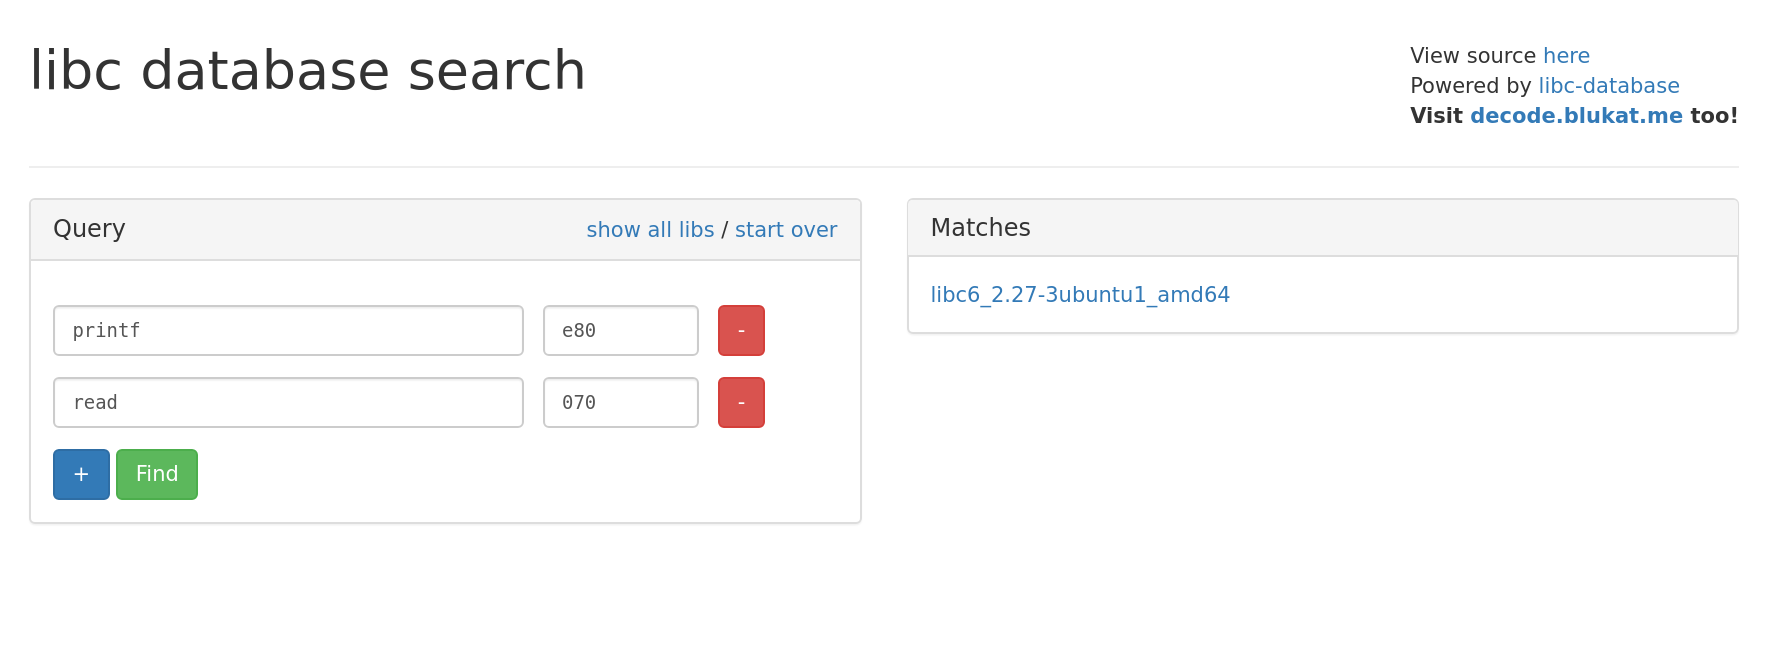 libc database search
View source here
Powered by libc-database
Visit decode.blukat.me too!
Query
show all libs / start over
printf
e80
-
read
070
-
+
Find
Matches
libc6_2.27-3ubuntu1_amd64